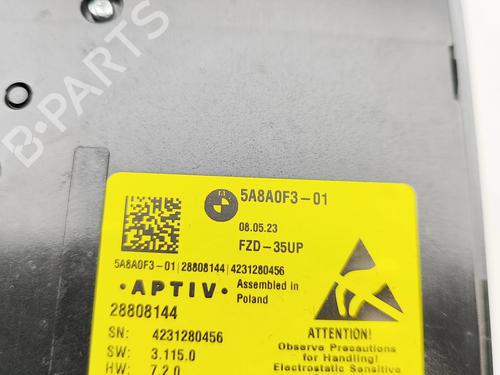 B-PARTS
5A8A0F3-01
08.05.23
FZD-35UP
5A8A0F3-01|28808144|4231280456
• APTIV •
Assembled in
Poland
28808144
SN: 4231280456
SW: 3.115.0
HW: 7.2.0
ATTENTION!
Observe Precautions
for Handling!
Electrostatic Sensitive